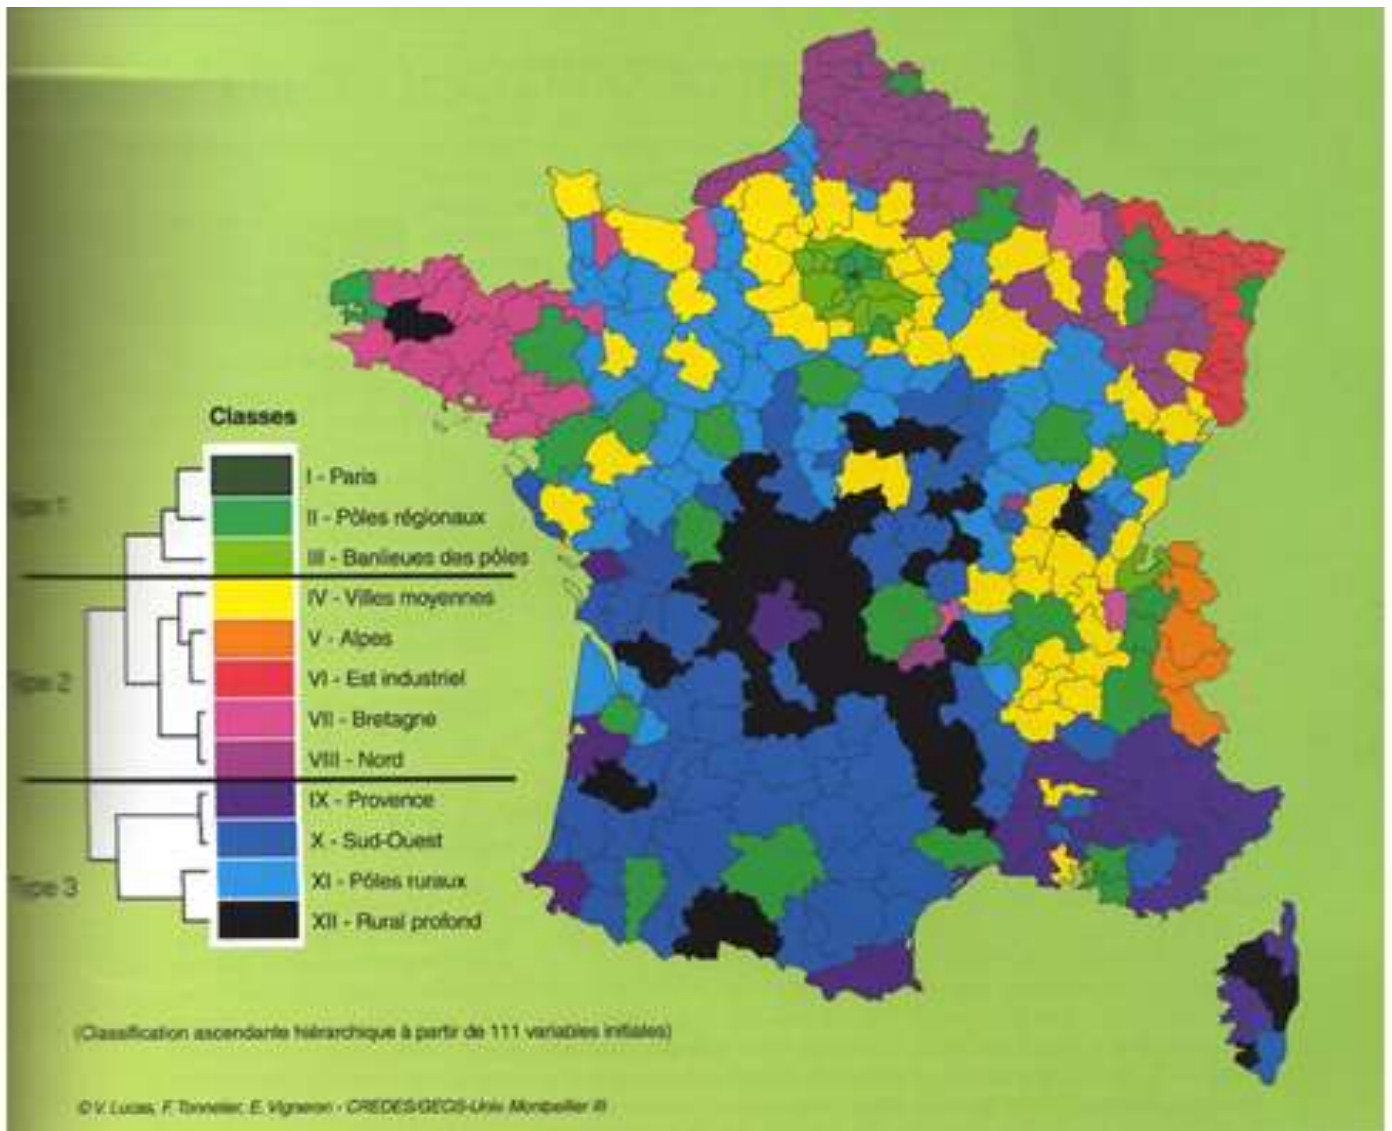 Classes
I - Paris
II - Pôles régionaux
III - Banlieues des pôles
IV - Villes moyennes
V - Alpes
VI - Est industriel
VII - Bretagne
VIII - Nord
IX - Provence
X - Sud-Ouest
XI - Pôles ruraux
XII - Rural profond
Type 1
Type 2
Type 3
(Classification ascendante hiérarchique à partir de 111 variables initiales)
© V. Lucas, F. Tonnelier, E. Vigneron - CREDES/GEOS-Univ. Montpellier III